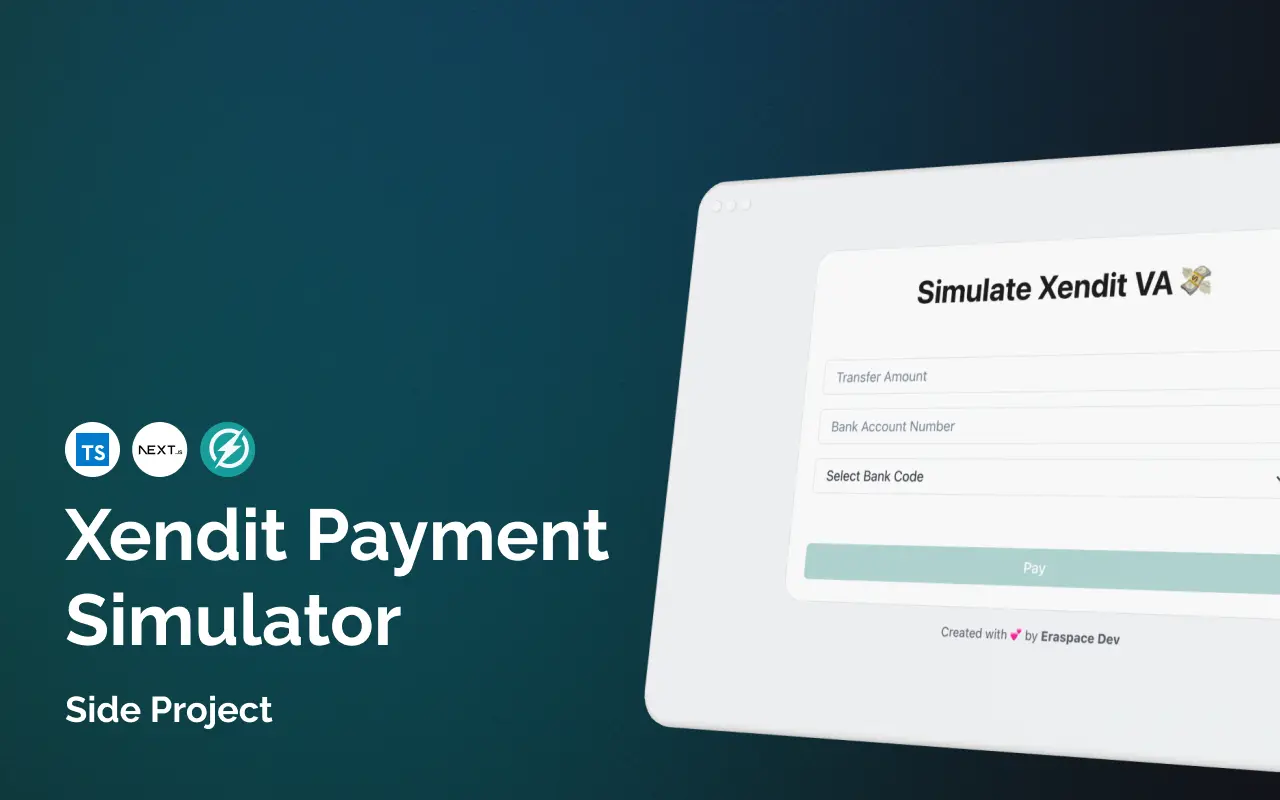 TS
NEXT.JS
Xendit Payment
Simulator
Side Project
Simulate Xendit VA 💸
Transfer Amount
Bank Account Number
Select Bank Code
Pay
Created with 💕 by Eraspace Dev